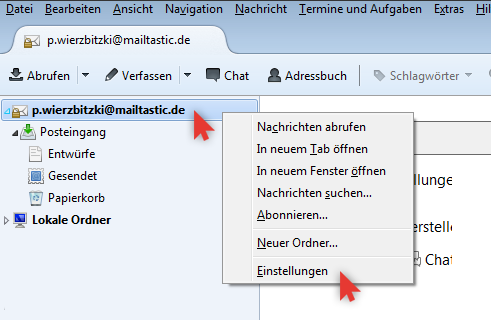 Datei Bearbeiten Ansicht Navigation Nachricht Termine und Aufgaben Extras Hi
p.wierzbitzki@mailtastic.de
Abrufen Verfassen Chat Adressbuch Schlagwörter
p.wierzbitzki@mailtastic.de
Posteingang
Entwürfe
Gesendet
Papierkorb
Lokale Ordner
Nachrichten abrufen
In neuem Tab öffnen
In neuem Fenster öffnen
Nachrichten suchen...
Abonnieren...
Neuer Ordner...
Einstellungen
llunge
erstelle
Chat